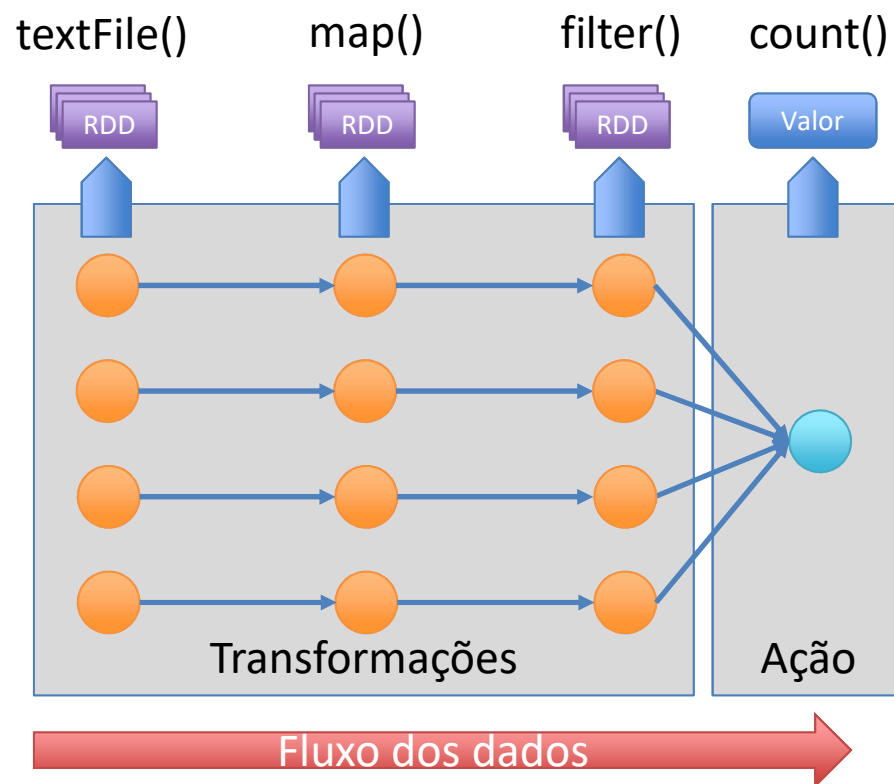 textFile() map() filter() count()
RDD RDD RDD Valor
Transformações Ação
Fluxo dos dados